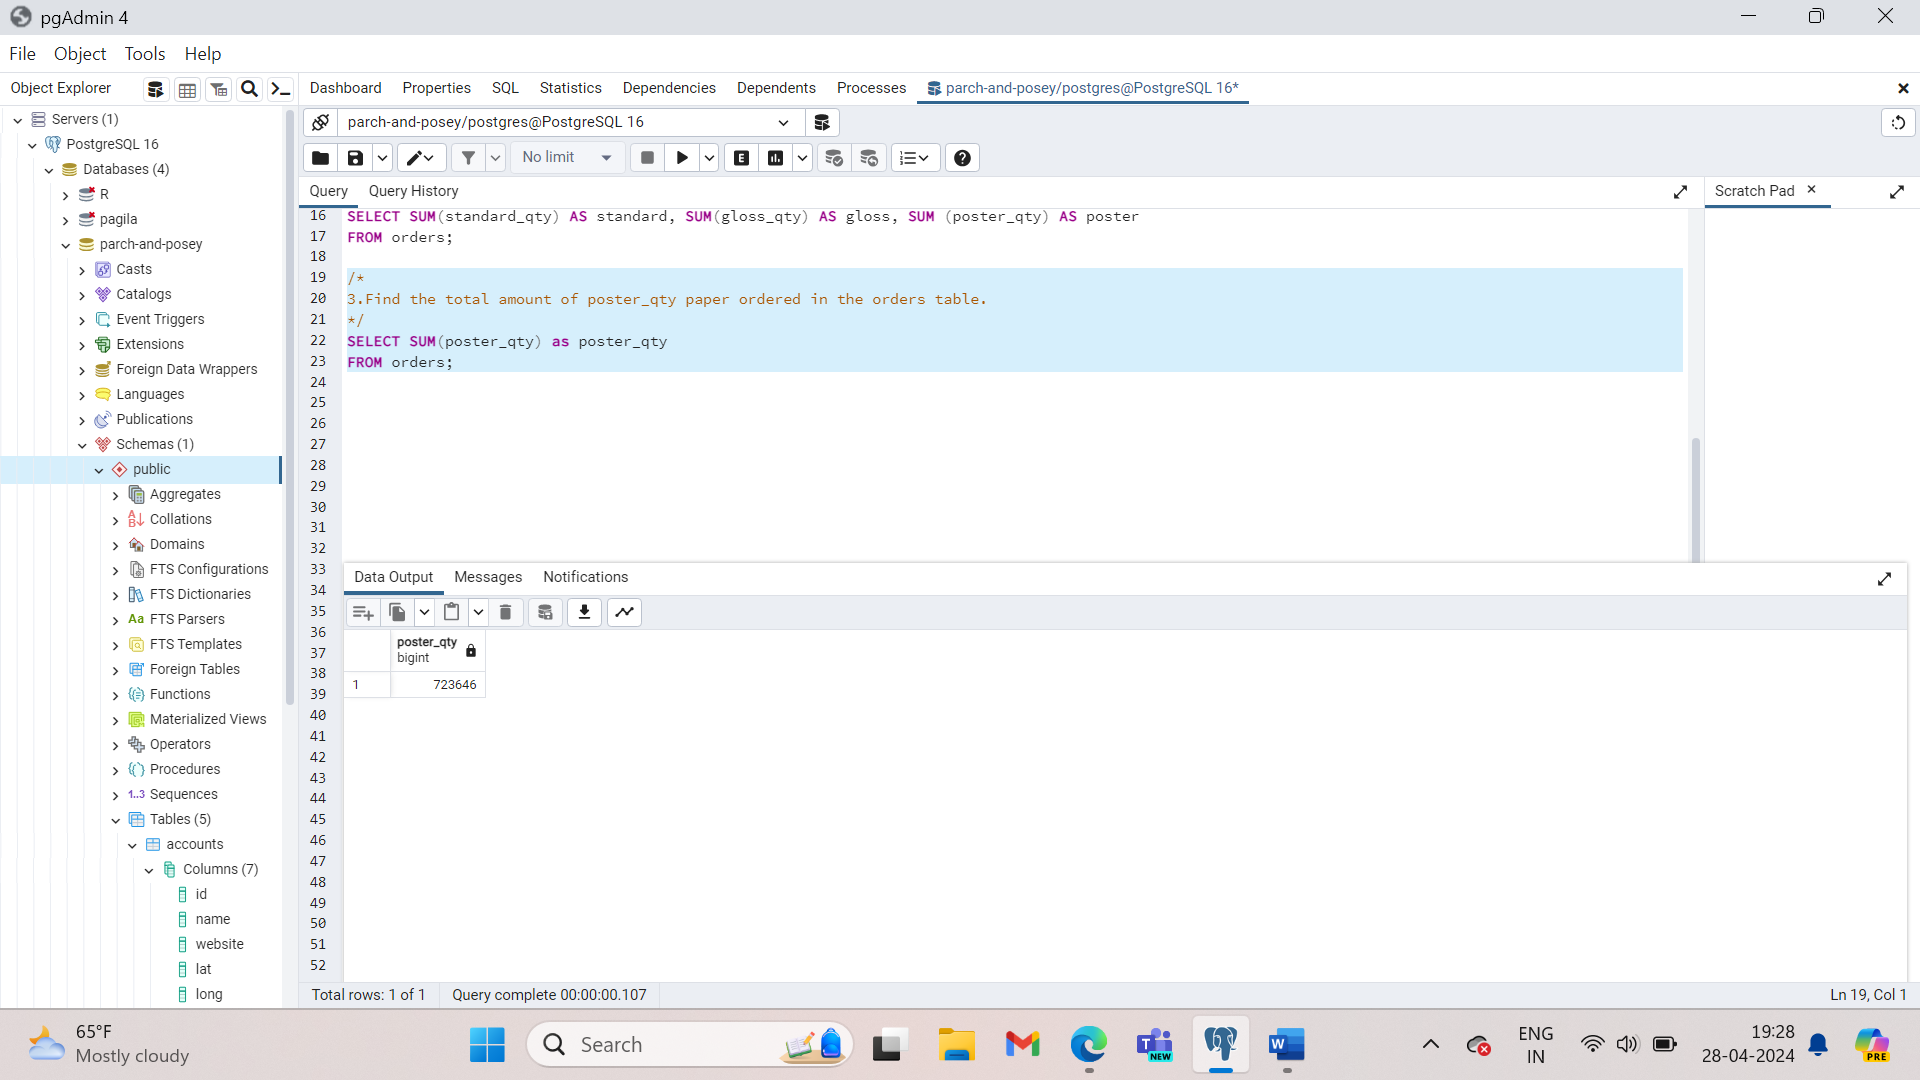 pgAdmin 4
File Object Tools Help
Object Explorer
Dashboard Properties SQL Statistics Dependencies Dependents Processes parch-and-posey/postgres@PostgreSQL 16*
Servers (1)
PostgreSQL 16
Databases (4)
R
pagila
parch-and-posey
Casts
Catalogs
Event Triggers
Extensions
Foreign Data Wrappers
Languages
Publications
Schemas (1)
public
Aggregates
Collations
Domains
FTS Configurations
FTS Dictionaries
Aa FTS Parsers
FTS Templates
Foreign Tables
Functions
Materialized Views
Operators
Procedures
1..3 Sequences
Tables (5)
accounts
Columns (7)
id
name
website
lat
long
parch-and-posey/postgres@PostgreSQL 16
No limit
E
Query Query History
Scratch Pad
16 SELECT SUM(standard_qty) AS standard, SUM(gloss_qty) AS gloss, SUM (poster_qty) AS poster
17 FROM orders;
18
19 /*
20 3.Find the total amount of poster_qty paper ordered in the orders table.
21 */
22 SELECT SUM(poster_qty) as poster_qty
23 FROM orders;
24
25
26
27
28
29
30
31
32
33
34
35
36
37
38
39
40
41
42
43
44
45
46
47
48
49
50
51
52
Data Output Messages Notifications
poster_qty
bigint
1 723646
Total rows: 1 of 1 Query complete 00:00:00.107
Ln 19, Col 1
65°F
Mostly cloudy
Search
NEW
ENG
IN
19:28
28-04-2024
PRE